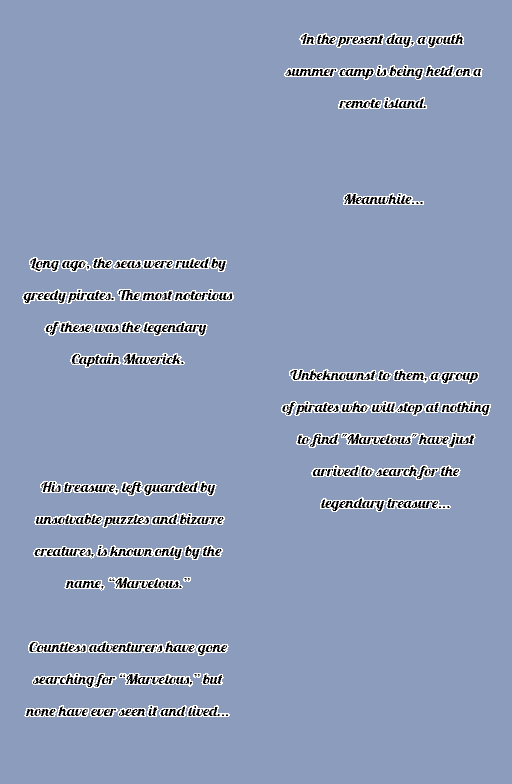 Long ago, the seas were ruled by
greedy pirates. The most notorious
of these was the legendary
Captain Maverick.
His treasure, left guarded by
unsolvable puzzles and bizarre
creatures, is known only by the
name, “Marvelous.”
Countless adventurers have gone
searching for “Marvelous,” but
none have ever seen it and lived...
In the present day, a youth
summer camp is being held on a
remote island.
Meanwhile...
Unbeknownst to them, a group
of pirates who will stop at nothing
to find "Marvelous" have just
arrived to search for the
legendary treasure...